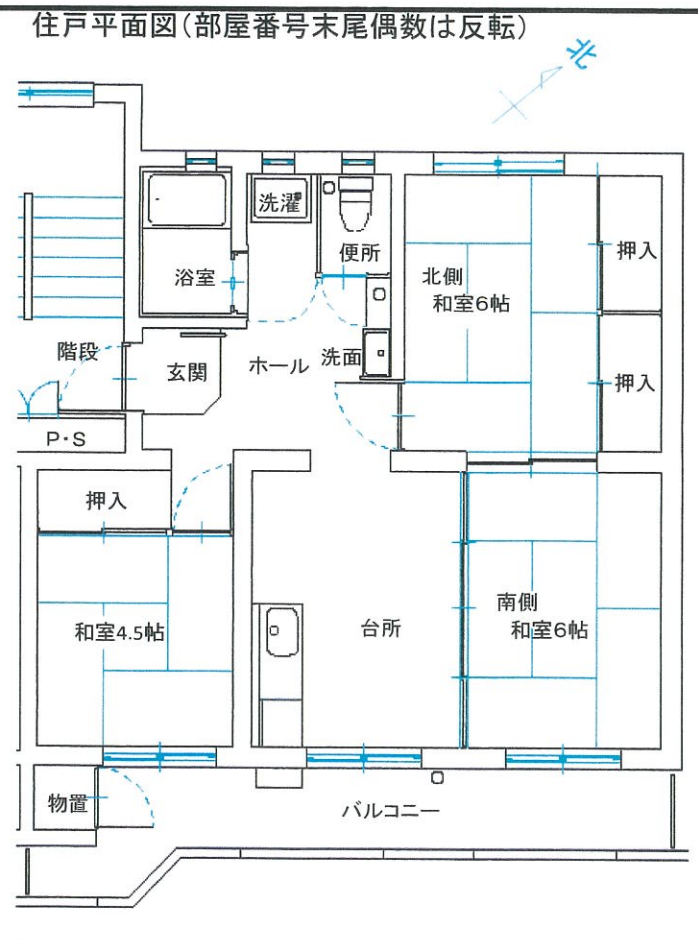 住戸平面図(部屋番号末尾偶数は反転)
北
洗濯
便所
浴室
北側
和室6帖
押入
階段
玄関
ホール
洗面
押入
P・S
押入
和室4.5帖
台所
南側
和室6帖
物置
バルコニー